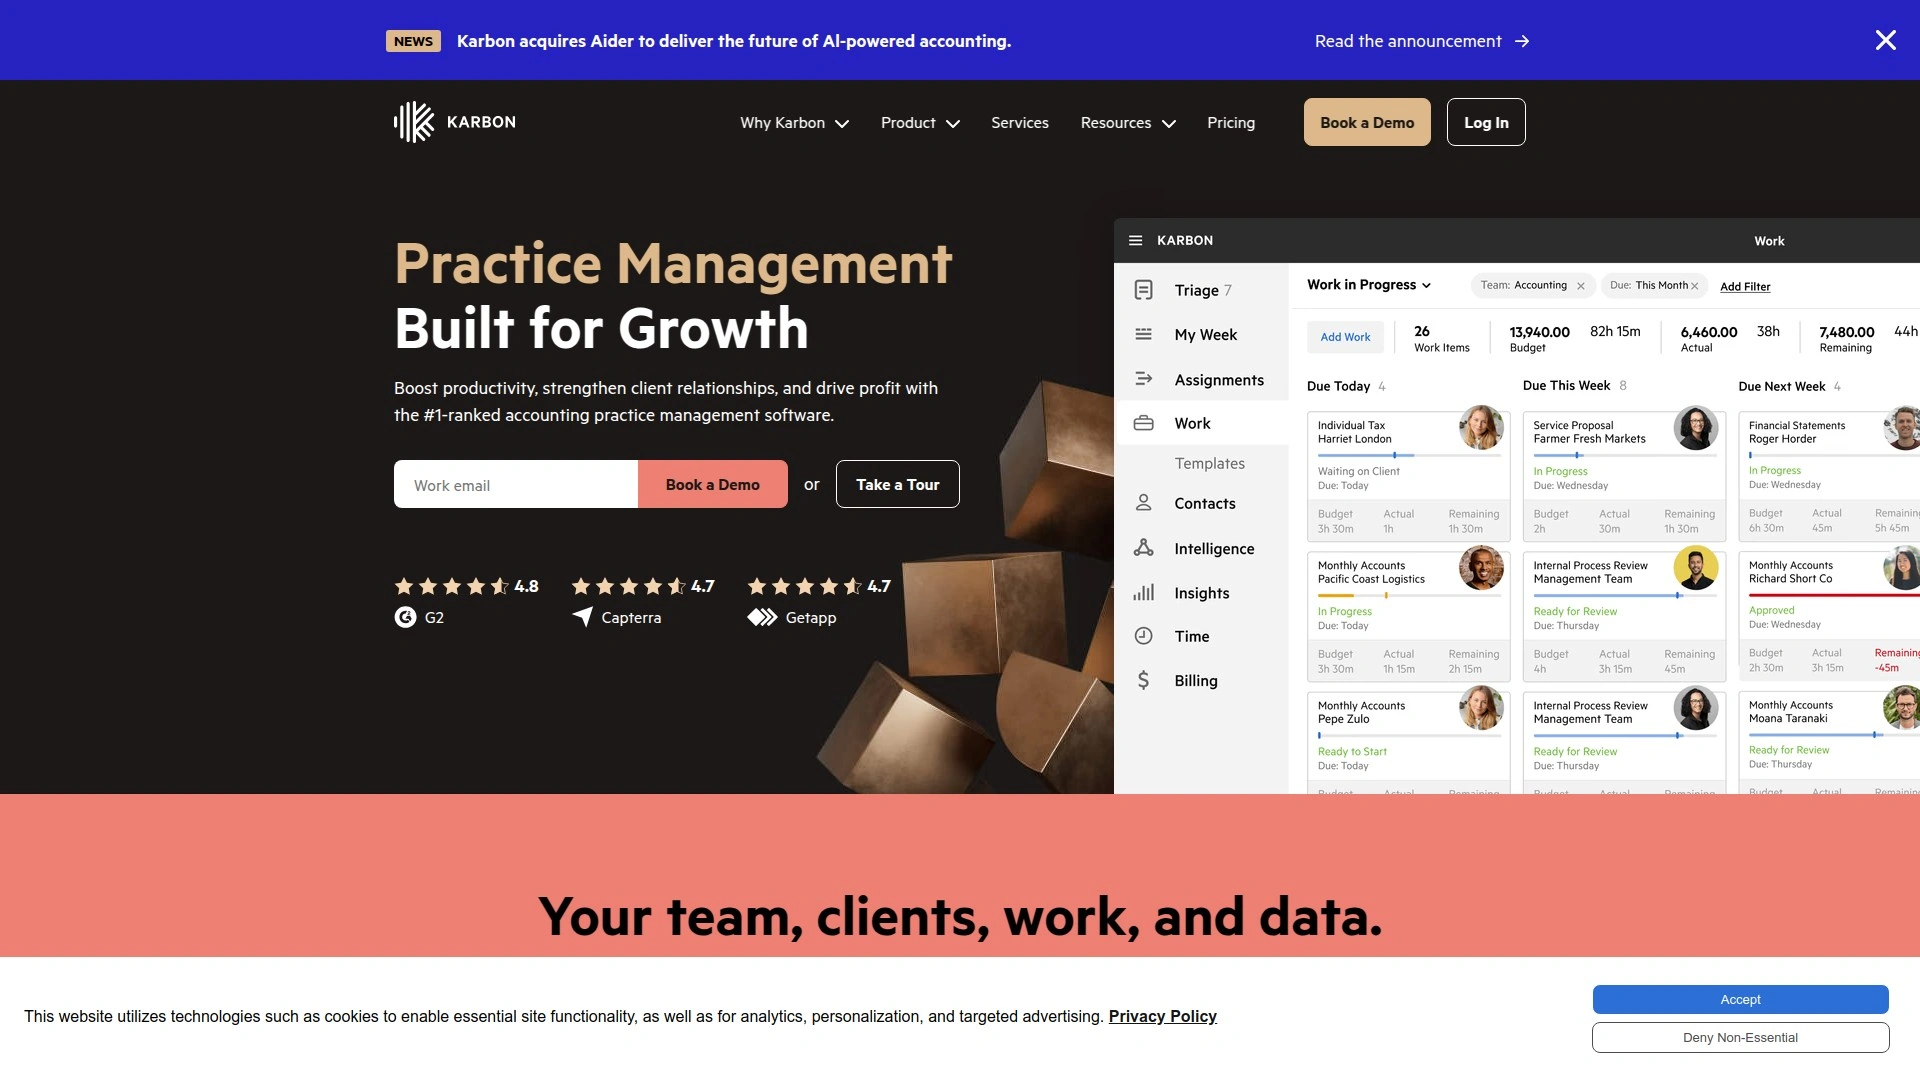 NEWS Karbon acquires Aider to deliver the future of AI-powered accounting. Read the announcement
KARBON
Why Karbon Product Services Resources Pricing Book a Demo Log In
Practice Management
Built for Growth
Boost productivity, strengthen client relationships, and drive profit with
the #1-ranked accounting practice management software.
Work email Book a Demo or Take a Tour
4.8 4.7 4.7
G2 Capterra Getapp
KARBON Work
Triage 7
My Week
Assignments
Work
Templates
Contacts
Intelligence
Insights
Time
Billing
Work in Progress Team: Accounting Due: This Month Add Filter
Add Work
26 13,940.00 82h 15m 6,460.00 38h 7,480.00 44h
Work Items Budget Actual Remaining
Due Today 4
Individual Tax
Harriet London
Waiting on Client
Due: Today
Budget Actual Remaining
3h 30m 1h 1h 30m
Monthly Accounts
Pacific Coast Logistics
In Progress
Due: Today
Budget Actual Remaining
3h 30m 1h 15m 2h 15m
Monthly Accounts
Pepe Zulo
Ready to Start
Due: Today
Budget Actual Remaining
Due This Week 8
Service Proposal
Farmer Fresh Markets
In Progress
Due: Wednesday
Budget Actual Remaining
2h 30m 1h 30m
Internal Process Review
Management Team
Ready for Review
Due: Thursday
Budget Actual Remaining
4h 3h 15m 45m
Internal Process Review
Management Team
Ready for Review
Due: Thursday
Budget Actual Remaining
Due Next Week 4
Financial Statements
Roger Horder
In Progress
Due: Wednesday
Budget Actual Remaining
6h 30m 45m 5h 45m
Monthly Accounts
Richard Short Co
Approved
Due: Wednesday
Budget Actual Remaining
2h 30m 3h 15m -45m
Monthly Accounts
Moana Taranaki
Ready for Review
Due: Thursday
Budget Actual Remaining
Your team, clients, work, and data.
This website utilizes technologies such as cookies to enable essential site functionality, as well as for analytics, personalization, and targeted advertising. Privacy Policy
Accept
Deny Non-Essential